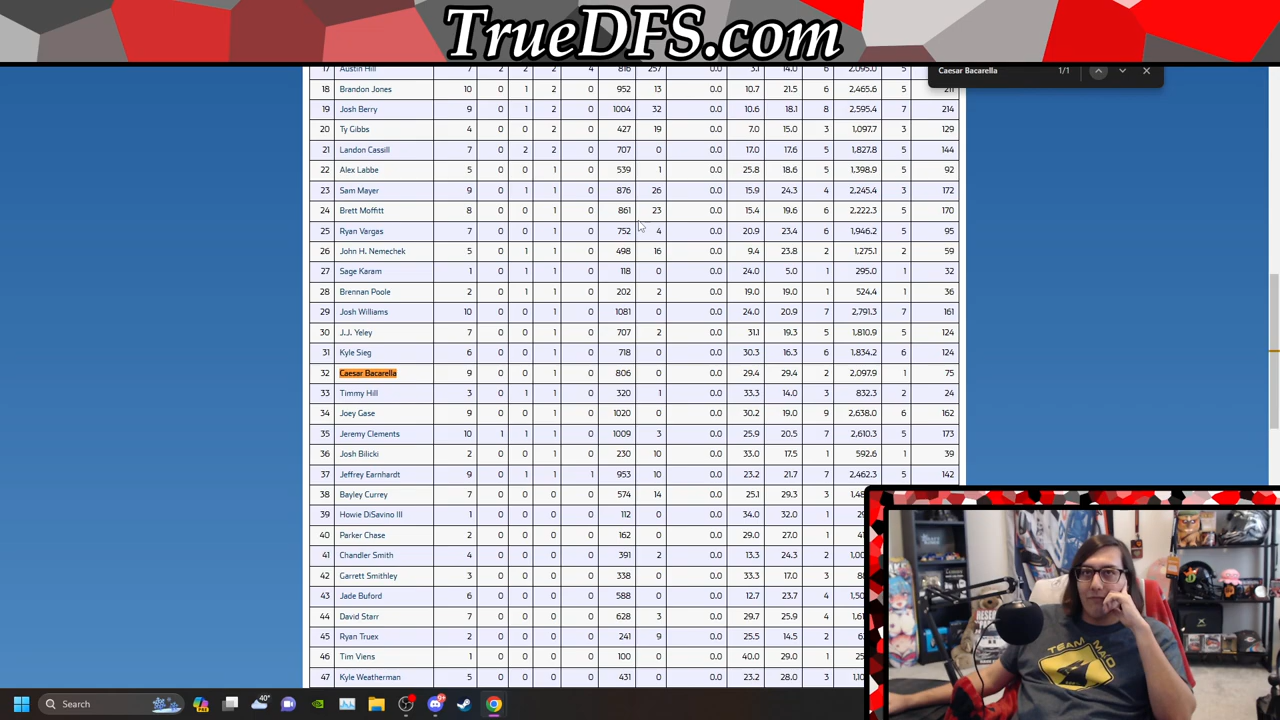 TrueDFS.com
Caesar Bacarella 1/1
17 Austin Hill 7 2 2 2 4 816 257 0.0 3.1 14.0 6 2,095.0 5
18 Brandon Jones 10 0 1 2 0 952 13 0.0 10.7 21.5 6 2,465.6 5 211
19 Josh Berry 9 0 1 2 0 1004 32 0.0 10.6 18.1 8 2,595.4 7 214
20 Ty Gibbs 4 0 0 2 0 427 19 0.0 7.0 15.0 3 1,097.7 3 129
21 Landon Cassill 7 0 2 2 0 707 0 0.0 17.0 17.6 5 1,827.8 5 144
22 Alex Labbe 5 0 0 1 0 539 1 0.0 25.8 18.6 4 1,398.9 5 92
23 Sam Mayer 9 0 1 1 0 876 26 0.0 15.9 24.3 4 2,245.4 3 172
24 Brett Moffitt 8 0 0 1 0 861 23 0.0 15.4 19.6 6 2,222.3 5 170
25 Ryan Vargas 7 0 0 1 0 752 4 0.0 20.9 23.4 6 1,946.2 5 95
26 John H. Nemechek 5 0 1 1 0 498 16 0.0 9.4 23.8 2 1,275.1 2 59
27 Sage Karam 1 0 1 1 0 118 0 0.0 24.0 5.0 1 295.0 1 32
28 Brennan Poole 2 0 1 1 0 202 2 0.0 19.0 19.0 1 524.4 1 36
29 Josh Williams 10 0 0 1 0 1081 0 0.0 24.0 20.9 7 2,791.3 7 161
30 J.J. Yeley 7 0 0 1 0 707 2 0.0 31.1 19.3 5 1,810.9 5 124
31 Kyle Sieg 6 0 0 1 0 718 0 0.0 30.3 16.3 6 1,834.2 6 124
32 Caesar Bacarella 9 0 0 1 0 806 0 0.0 29.4 29.4 2 2,097.9 1 75
33 Timmy Hill 3 0 1 1 0 320 1 0.0 33.3 14.0 3 832.3 2 24
34 Joey Gase 9 0 0 1 0 1020 0 0.0 30.2 19.0 9 2,638.0 6 162
35 Jeremy Clements 10 1 1 1 0 1009 3 0.0 25.9 20.5 7 2,610.3 5 173
36 Josh Bilicki 2 0 0 1 0 230 10 0.0 33.0 17.5 1 592.6 1 39
37 Jeffrey Earnhardt 9 0 1 1 1 953 10 0.0 23.2 21.7 7 2,462.3 5 142
38 Bayley Currey 7 0 0 0 0 574 14 0.0 25.1 29.3 3
39 Howie DiSavino III 1 0 0 0 0 112 0 0.0 34.0 32.0 1
40 Parker Chase 2 0 0 0 0 162 0 0.0 29.0 27.0 1
41 Chandler Smith 4 0 0 0 0 391 2 0.0 13.3 24.3 2
42 Garrett Smithley 3 0 0 0 0 338 0 0.0 33.3 17.0 3
43 Jade Buford 6 0 0 0 0 588 0 0.0 12.7 23.7 4
44 David Starr 7 0 0 0 0 628 3 0.0 29.7 25.9 4
45 Ryan Truex 2 0 0 0 0 241 9 0.0 25.5 14.5 2
46 Tim Viens 1 0 0 0 0 100 0 0.0 40.0 29.0 1
47 Kyle Weatherman 5 0 0 0 0 431 0 0.0 23.2 28.0 3
TEAM MAIO
Search
40°